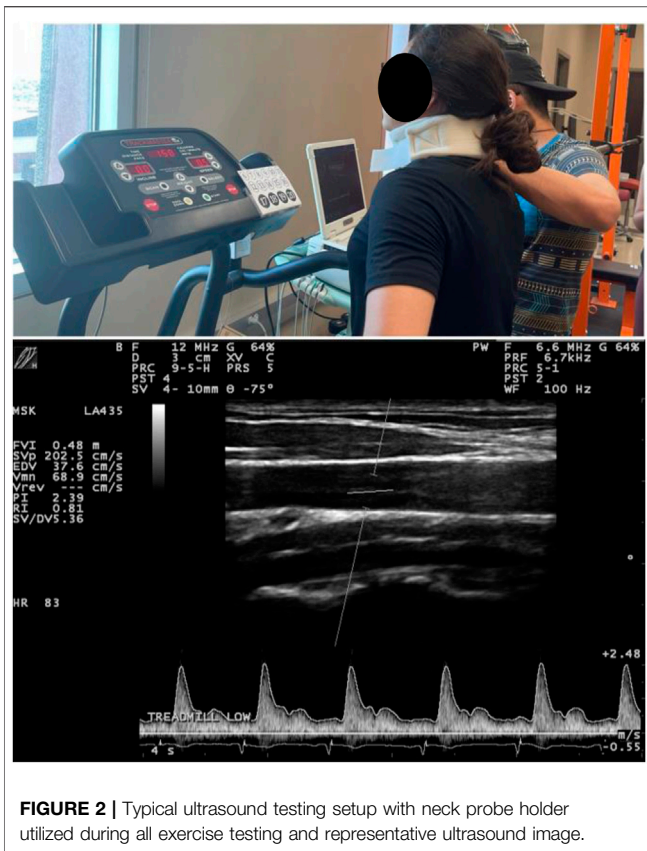 B F 12 MHz G 64%
D 3 cm XV C
PRC 9-5-H PRS 5
PST 4
SV 4- 10mm θ -75°
PW F 6.6 MHz G 64%
PRF 6.7kHz
PRC 5-1
PST 2
WF 100 Hz
MSK LA435
FVI 0.48 m
SVp 202.5 cm/s
EDV 37.6 cm/s
Vmn 68.9 cm/s
Vrev --- cm/s
PI 2.39
RI 0.81
SV/DV5.36
HR 83
+2.48
TREADMILL LOW
m/s
4 s
-0.55
FIGURE 2 | Typical ultrasound testing setup with neck probe holder
utilized during all exercise testing and representative ultrasound image.